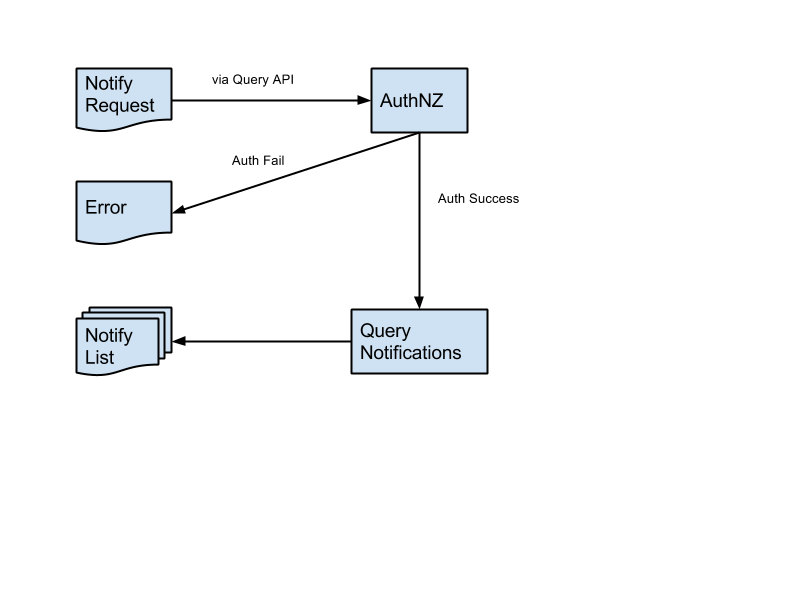 Notify
Request
via Query API
AuthNZ
Auth Fail
Error
Auth Success
Notify
List
Query
Notifications